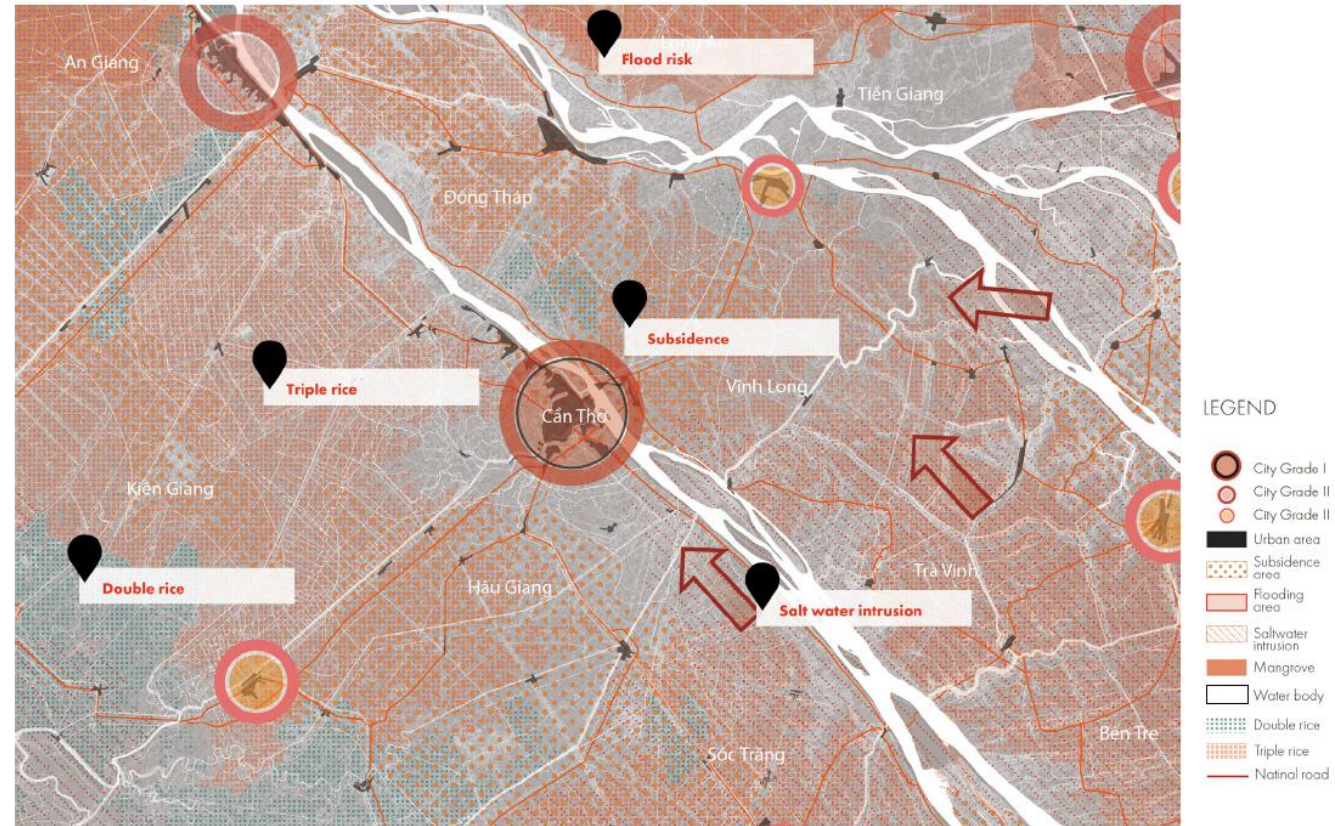 An Giang
Long An
Flood risk
Tiền Giang
Đồng Tháp
Subsidence
Triple rice
Vĩnh Long
Cần Thơ
Kiên Giang
Double rice
Hậu Giang
Trà Vinh
Salt water intrusion
Sóc Trăng
Bến Tre
LEGEND
City Grade I
City Grade II
City Grade II
Urban area
Subsidence
area
Flooding
area
Saltwater
intrusion
Mangrove
Water body
Double rice
Triple rice
Natinal road